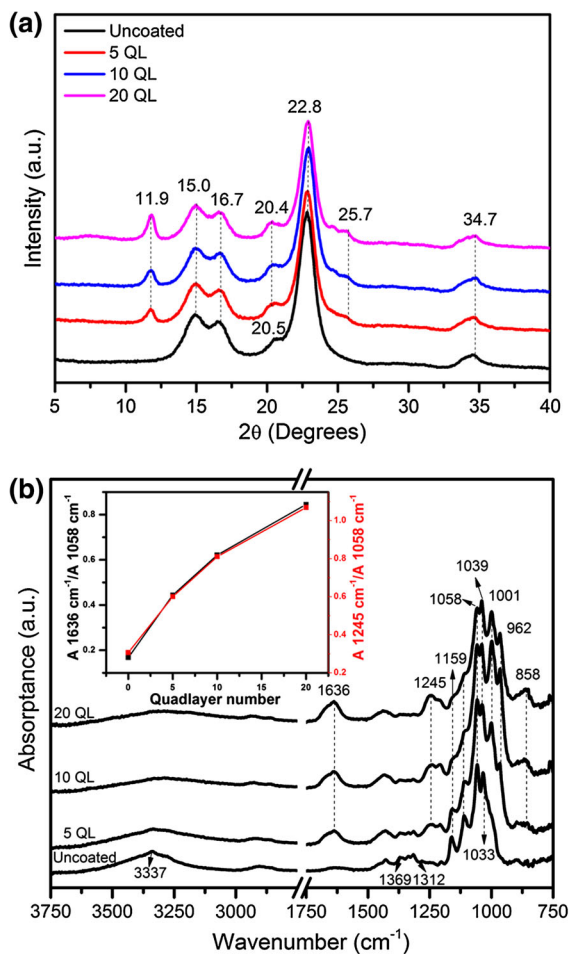 (a)
Uncoated
5 QL
10 QL
20 QL
22.8
11.9
15.0
16.7
20.4
25.7
34.7
20.5
Intensity (a.u.)
5 10 15 20 25 30 35 40
2θ (Degrees)
(b)
A 1636 cm⁻¹/A 1058 cm⁻¹
0.8
0.6
0.4
0.2
A 1245 cm⁻¹/A 1058 cm⁻¹
1.0
0.8
0.6
0.4
0.2
0 5 10 15 20
Quadlayer number
1636
1039
1058
1001
962
1159
1245
858
20 QL
10 QL
5 QL
Uncoated
3337
1033
1369
1312
Absorptance (a.u.)
3750 3500 3250 3000 1750 1500 1250 1000 750
Wavenumber (cm⁻¹)